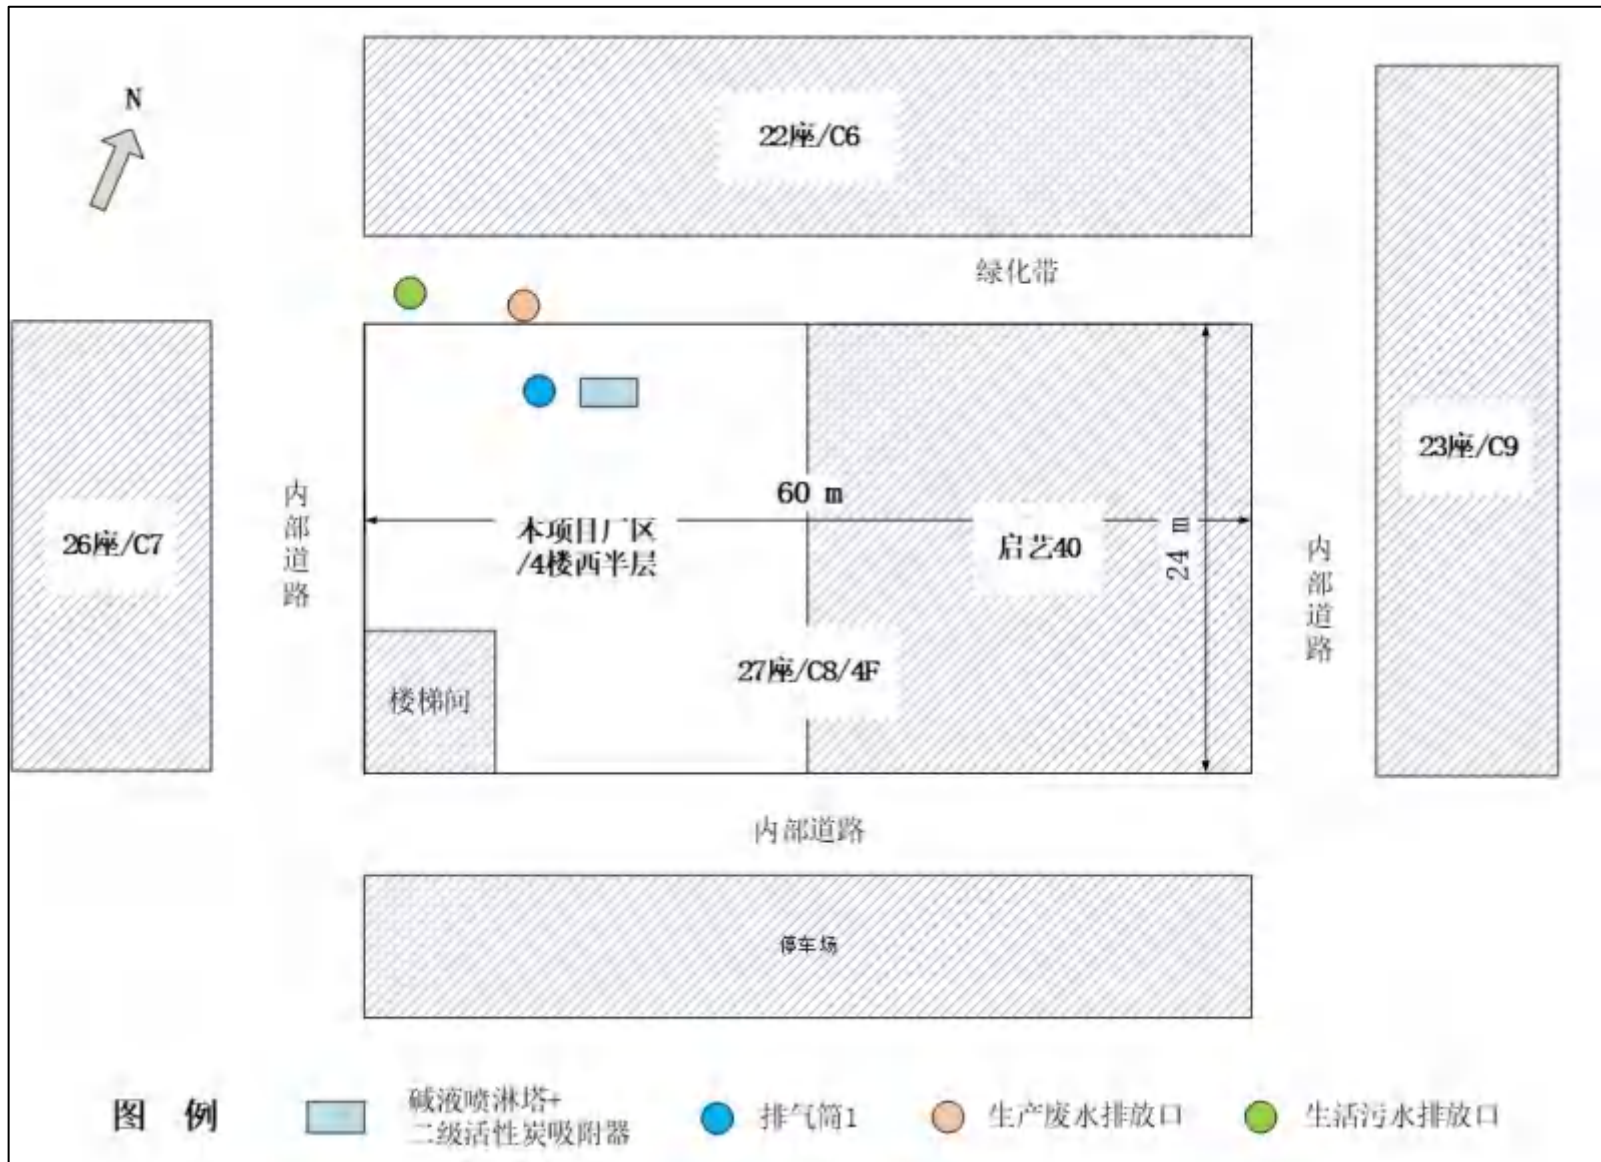 N
22座/C6
绿化带
23座/C9
60 m
内部道路
本项目厂区
/4楼西半层
启艺40
24 m
26座/C7
内部道路
27座/C8/4F
楼梯间
内部道路
停车场
图 例
碱液喷淋塔+
二级活性炭吸附器
排气筒1
生产废水排放口
生活污水排放口